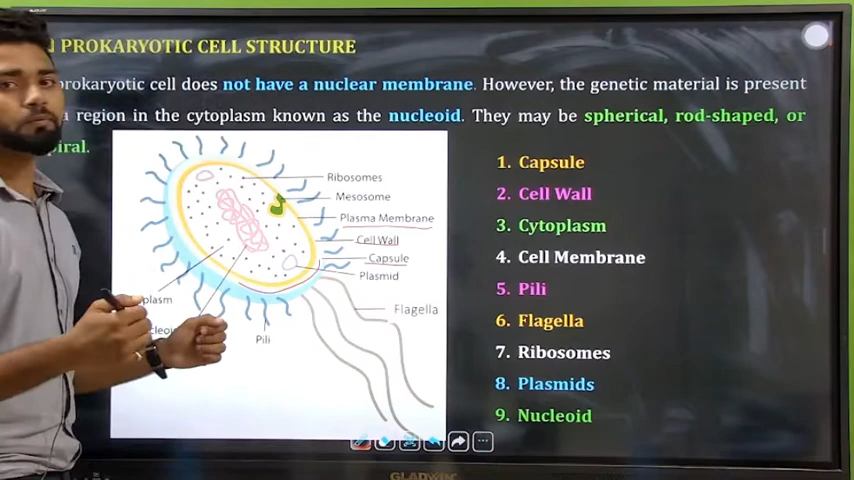 PROKARYOTIC CELL STRUCTURE
prokaryotic cell does not have a nuclear membrane. However, the genetic material is present
region in the cytoplasm known as the nucleoid. They may be spherical, rod-shaped, or
Ribosomes
Mesosome
Plasma Membrane
Cell Wall
Capsule
Plasmid
Flagella
Pili
1. Capsule
2. Cell Wall
3. Cytoplasm
4. Cell Membrane
5. Pili
6. Flagella
7. Ribosomes
8. Plasmids
9. Nucleoid
GLADWIN